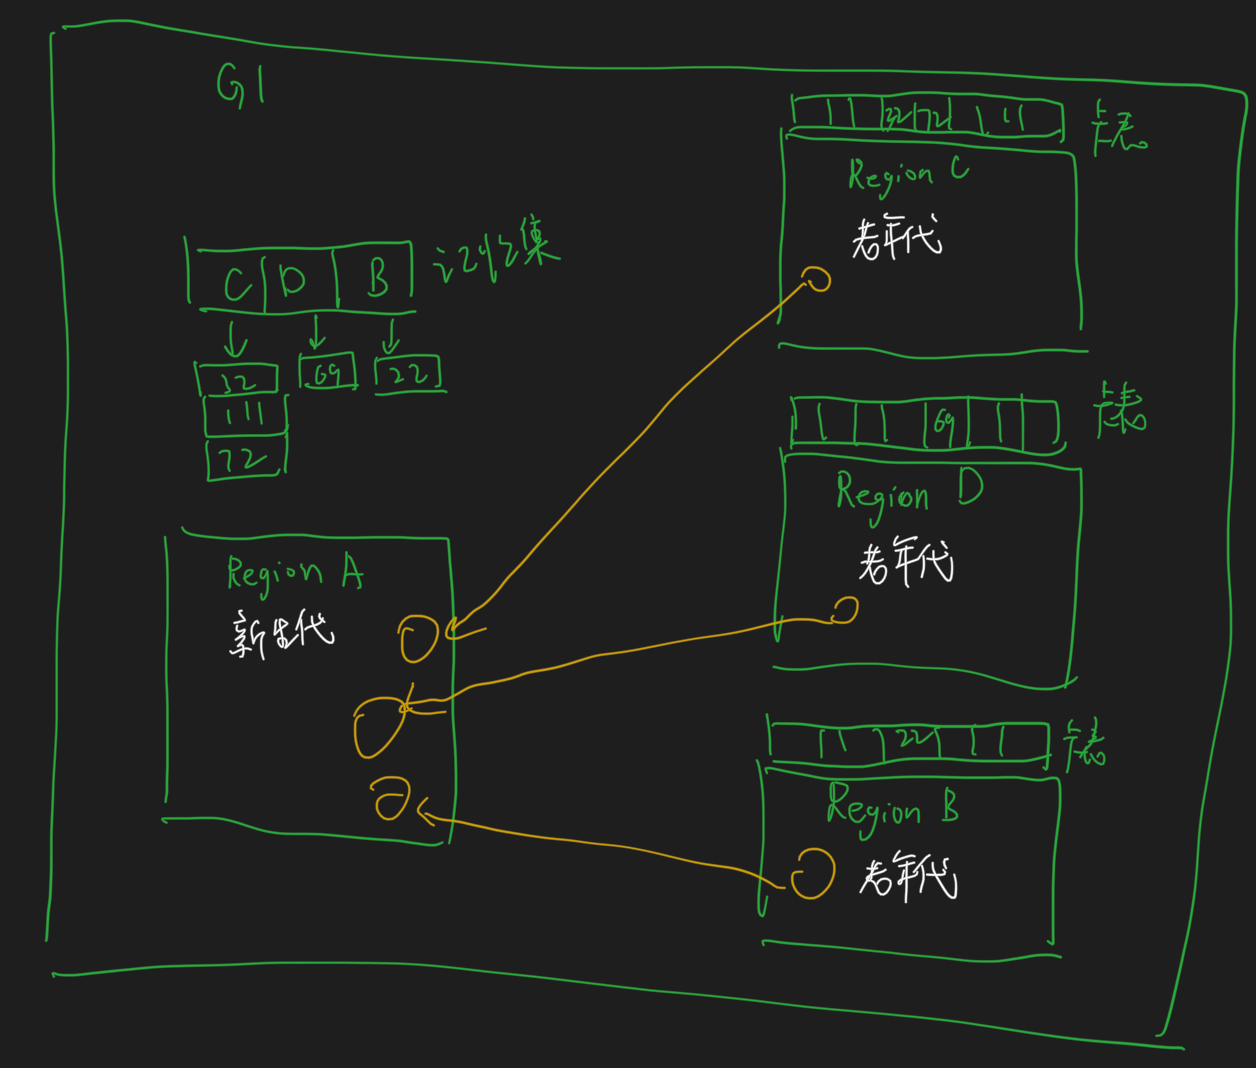 G1
32 72 111
卡表
Region C
老年代
C D B
记忆集
32 69 22
111
72
69
卡表
Region D
老年代
Region A
新生代
22
卡表
Region B
老年代